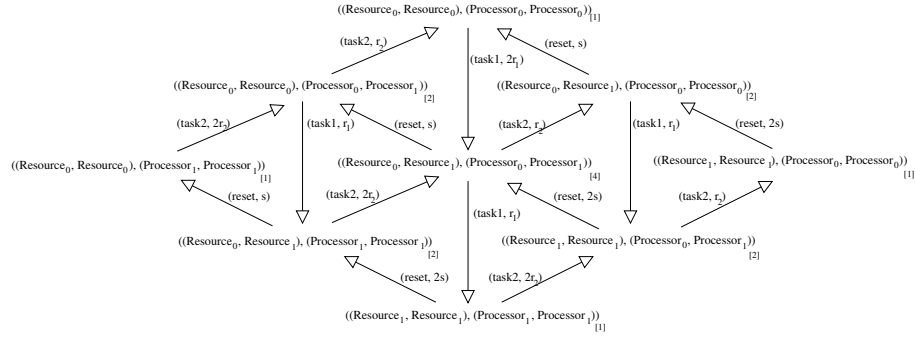 ((Resource₀, Resource₀), (Processor₀, Processor₀))[1]
(task2, r₂)
(task1, 2r₁)
(reset, s)
((Resource₀, Resource₀), (Processor₀, Processor₁))[2]
((Resource₀, Resource₁), (Processor₀, Processor₀))[2]
(task2, 2r₂)
(task1, r₁)
(reset, s)
(task2, r₂)
(task1, r₁)
(reset, 2s)
((Resource₀, Resource₀), (Processor₁, Processor₁))[1]
((Resource₀, Resource₁), (Processor₀, Processor₁))[4]
((Resource₁, Resource₁), (Processor₀, Processor₀))[1]
(reset, s)
(task2, 2r₂)
(task1, r₁)
(reset, 2s)
(task2, r₂)
((Resource₀, Resource₁), (Processor₁, Processor₁))[2]
((Resource₁, Resource₁), (Processor₀, Processor₁))[2]
(reset, 2s)
(task2, 2r₂)
((Resource₁, Resource₁), (Processor₁, Processor₁))[1]